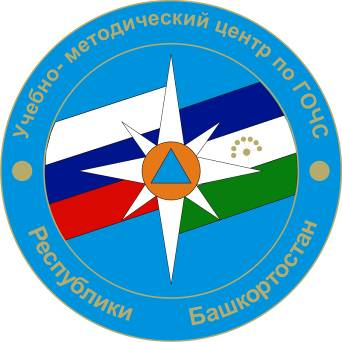 Учебно- методический центр по ГОЧС
Республики Башкортостан